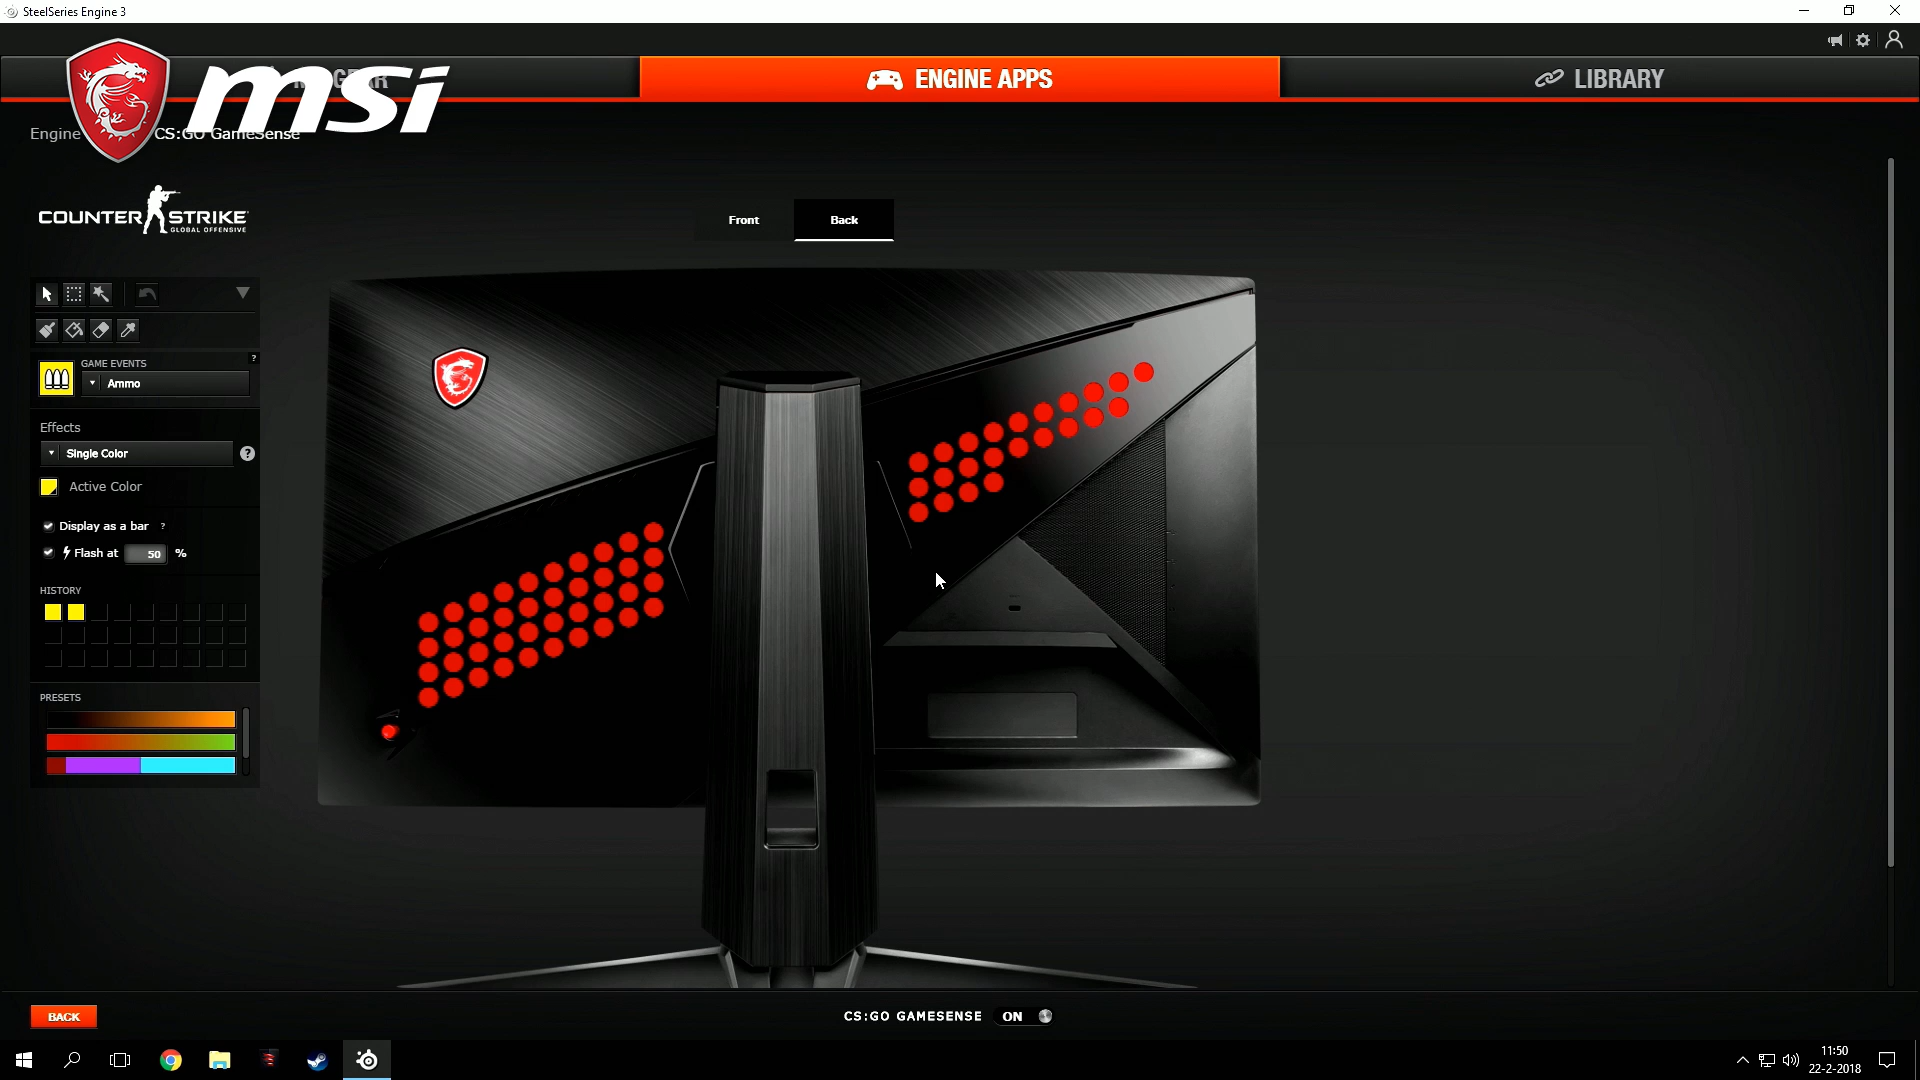 SteelSeries Engine 3
msi
GEAR
ENGINE APPS
LIBRARY
Engine
CS:GO GameSense
COUNTER STRIKE
GLOBAL OFFENSIVE
Front
Back
GAME EVENTS
?
Ammo
Effects
Single Color
?
Active Color
Display as a bar ?
Flash at 50 %
HISTORY
PRESETS
BACK
CS:GO GAMESENSE ON
11:50
22-2-2018